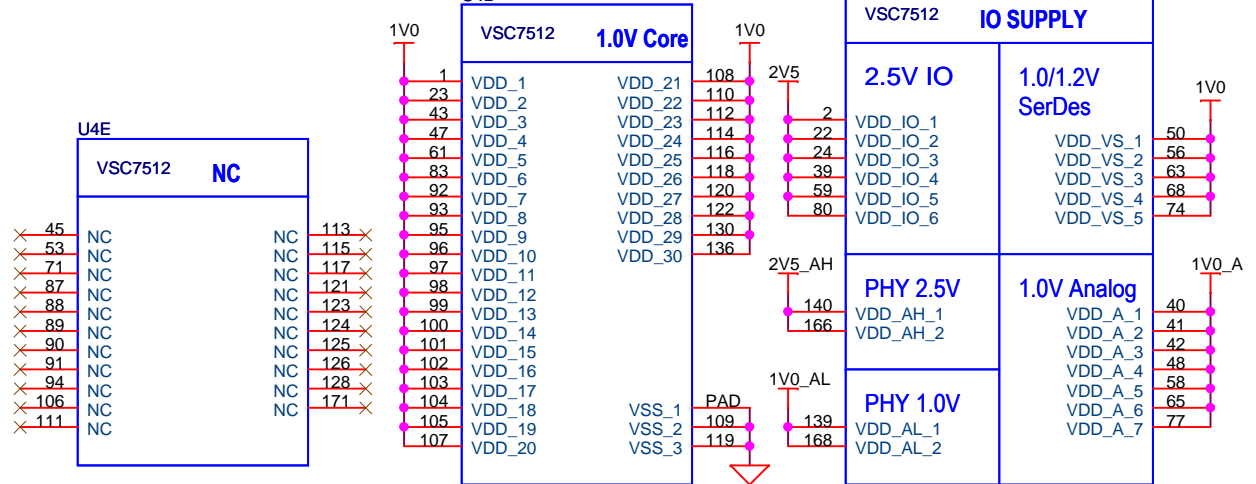 U4E
VSC7512 NC
45 NC NC 113
53 NC NC 115
71 NC NC 117
87 NC NC 121
88 NC NC 123
89 NC NC 124
90 NC NC 125
91 NC NC 126
94 NC NC 128
106 NC NC 171
111 NC
VSC7512 1.0V Core
1V0 1V0
1 VDD_1 VDD_21 108
23 VDD_2 VDD_22 110
43 VDD_3 VDD_23 112
47 VDD_4 VDD_24 114
61 VDD_5 VDD_25 116
83 VDD_6 VDD_26 118
92 VDD_7 VDD_27 120
93 VDD_8 VDD_28 122
95 VDD_9 VDD_29 130
96 VDD_10 VDD_30 136
97 VDD_11
98 VDD_12
99 VDD_13
100 VDD_14
101 VDD_15
102 VDD_16
103 VDD_17
104 VDD_18 VSS_1 PAD
105 VDD_19 VSS_2 109
107 VDD_20 VSS_3 119
VSC7512 IO SUPPLY
2V5
2.5V IO
2 VDD_IO_1
22 VDD_IO_2
24 VDD_IO_3
39 VDD_IO_4
59 VDD_IO_5
80 VDD_IO_6
1.0/1.2V
SerDes
1V0
VDD_VS_1 50
VDD_VS_2 56
VDD_VS_3 63
VDD_VS_4 68
VDD_VS_5 74
2V5_AH
PHY 2.5V
140 VDD_AH_1
166 VDD_AH_2
1V0_AL
PHY 1.0V
139 VDD_AL_1
168 VDD_AL_2
1V0_A
1.0V Analog
VDD_A_1 40
VDD_A_2 41
VDD_A_3 42
VDD_A_4 48
VDD_A_5 58
VDD_A_6 65
VDD_A_7 77